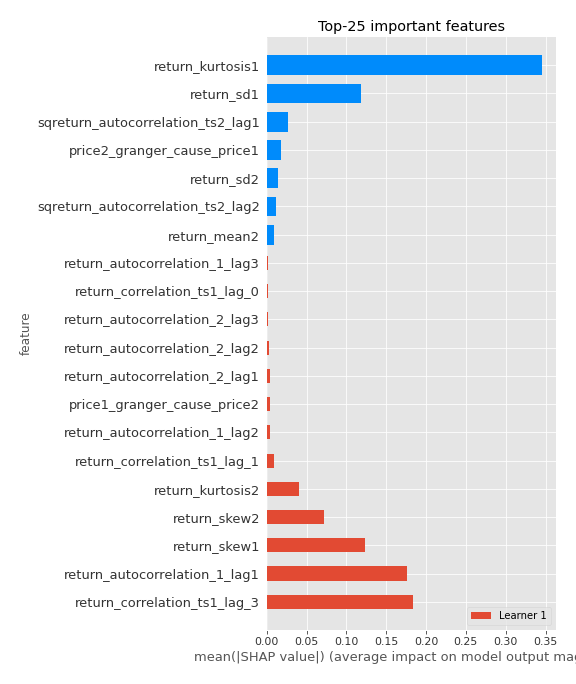 Top-25 important features
return_kurtosis1
return_sd1
sqreturn_autocorrelation_ts2_lag1
price2_granger_cause_price1
return_sd2
sqreturn_autocorrelation_ts2_lag2
return_mean2
return_autocorrelation_1_lag3
return_correlation_ts1_lag_0
return_autocorrelation_2_lag3
return_autocorrelation_2_lag2
return_autocorrelation_2_lag1
price1_granger_cause_price2
return_autocorrelation_1_lag2
return_correlation_ts1_lag_1
return_kurtosis2
return_skew2
return_skew1
return_autocorrelation_1_lag1
return_correlation_ts1_lag_3
feature
Learner 1
0.00 0.05 0.10 0.15 0.20 0.25 0.30 0.35
mean(|SHAP value|) (average impact on model output mag